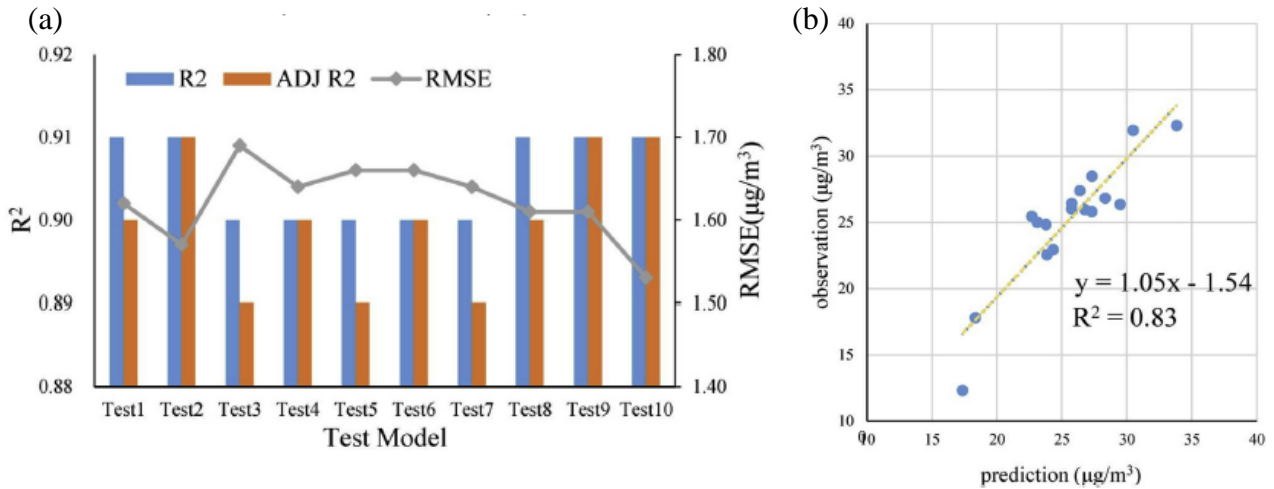 (a)
0.92
0.91
0.90
0.89
0.88
R²
R2 ADJ R2 RMSE
1.80
1.70
1.60
1.50
1.40
RMSE(µg/m³)
Test1 Test2 Test3 Test4 Test5 Test6 Test7 Test8 Test9 Test10
Test Model
(b)
40
35
30
25
20
15
10
observation (µg/m³)
y = 1.05x - 1.54
R² = 0.83
0
10 15 20 25 30 35 40
prediction (µg/m³)